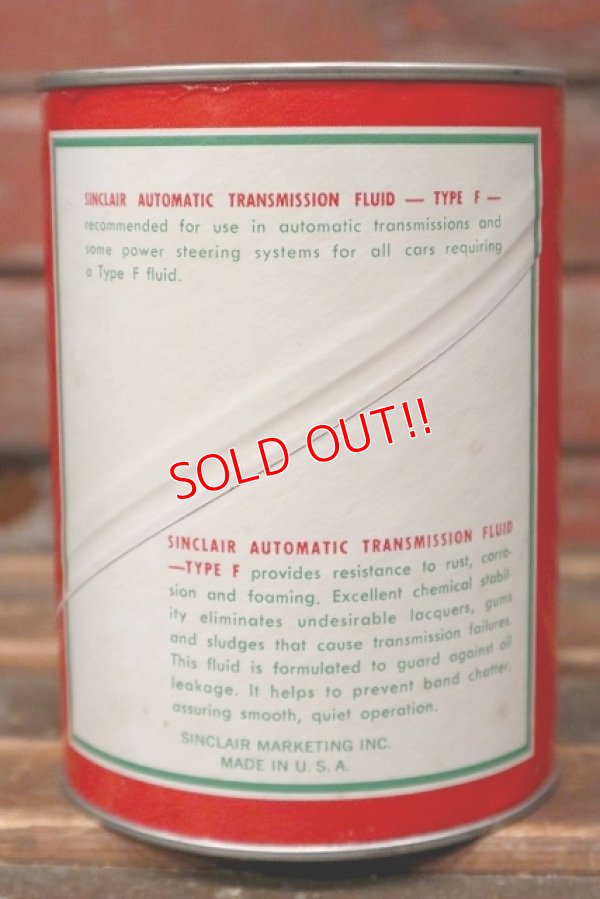 SINCLAIR AUTOMATIC TRANSMISSION FLUID — TYPE F —
recommended for use in automatic transmissions and
some power steering systems for all cars requiring
a Type F fluid.
SOLD OUT!!
SINCLAIR AUTOMATIC TRANSMISSION FLUID
—TYPE F provides resistance to rust, corro-
sion and foaming. Excellent chemical stabil-
ity eliminates undesirable lacquers, gums
and sludges that cause transmission failures.
This fluid is formulated to guard against oil
leakage. It helps to prevent band chatter,
assuring smooth, quiet operation.
SINCLAIR MARKETING INC.
MADE IN U. S. A.